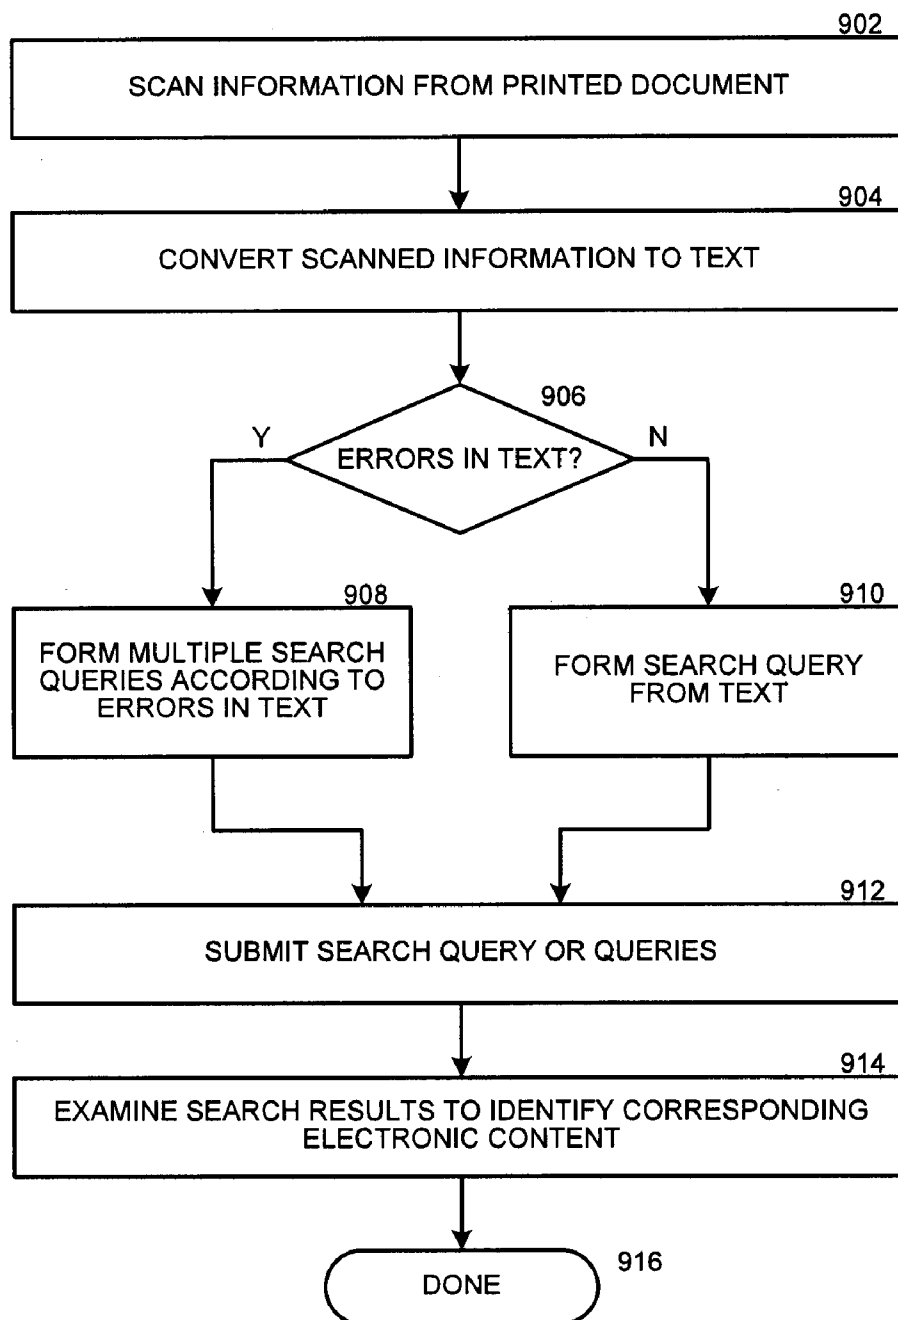 902
SCAN INFORMATION FROM PRINTED DOCUMENT
904
CONVERT SCANNED INFORMATION TO TEXT
906
Y
N
ERRORS IN TEXT?
908
910
FORM MULTIPLE SEARCH
QUERIES ACCORDING TO
ERRORS IN TEXT
FORM SEARCH QUERY
FROM TEXT
912
SUBMIT SEARCH QUERY OR QUERIES
914
EXAMINE SEARCH RESULTS TO IDENTIFY CORRESPONDING
ELECTRONIC CONTENT
916
DONE